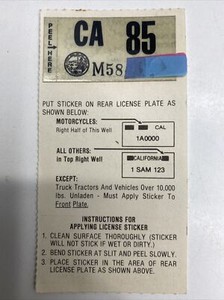 PEEL HERE
CA 85
M58
PUT STICKER ON REAR LICENSE PLATE AS
SHOWN BELOW:
MOTORCYCLES:
Right Half of This Well
CAL
1A0000
ALL OTHERS:
in Top Right Well
CALIFORNIA
1 SAM 123
EXCEPT:
Truck Tractors And Vehicles Over 10,000
lbs. Unladen - Must Apply Sticker To
Front Plate.
INSTRUCTIONS FOR
APPLYING LICENSE STICKER
1. CLEAN SURFACE THOROUGHLY (STICKER
WILL NOT STICK IF WET OR DIRTY.)
2. BEND STICKER AT SLIT AND PEEL SLOWLY.
3. PLACE STICKER IN THE AREA OF REAR
LICENSE PLATE AS SHOWN ABOVE.